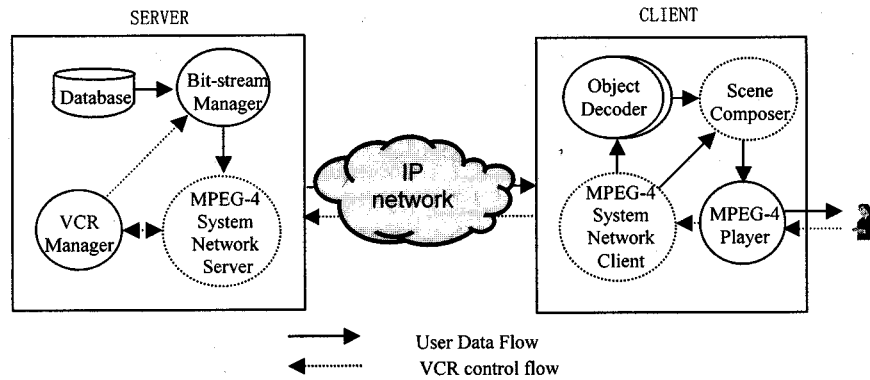 SERVER
CLIENT
Database
Bit-stream
Manager
VCR
Manager
MPEG-4
System
Network
Server
IP
network
Object
Decoder
Scene
Composer
MPEG-4
System
Network
Client
MPEG-4
Player
User Data Flow
VCR control flow